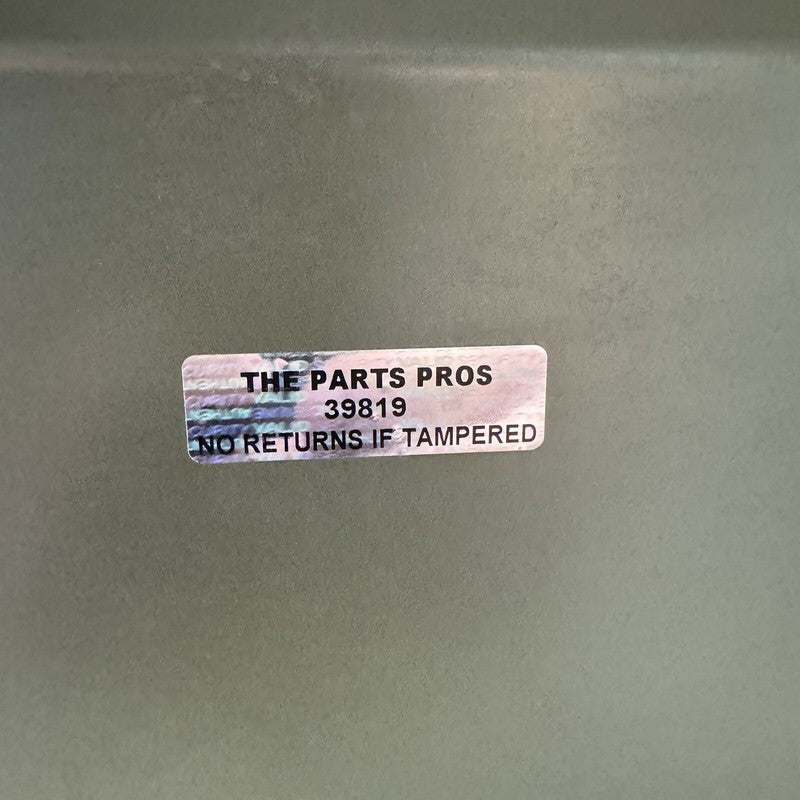 THE PARTS PROS
39819
NO RETURNS IF TAMPERED